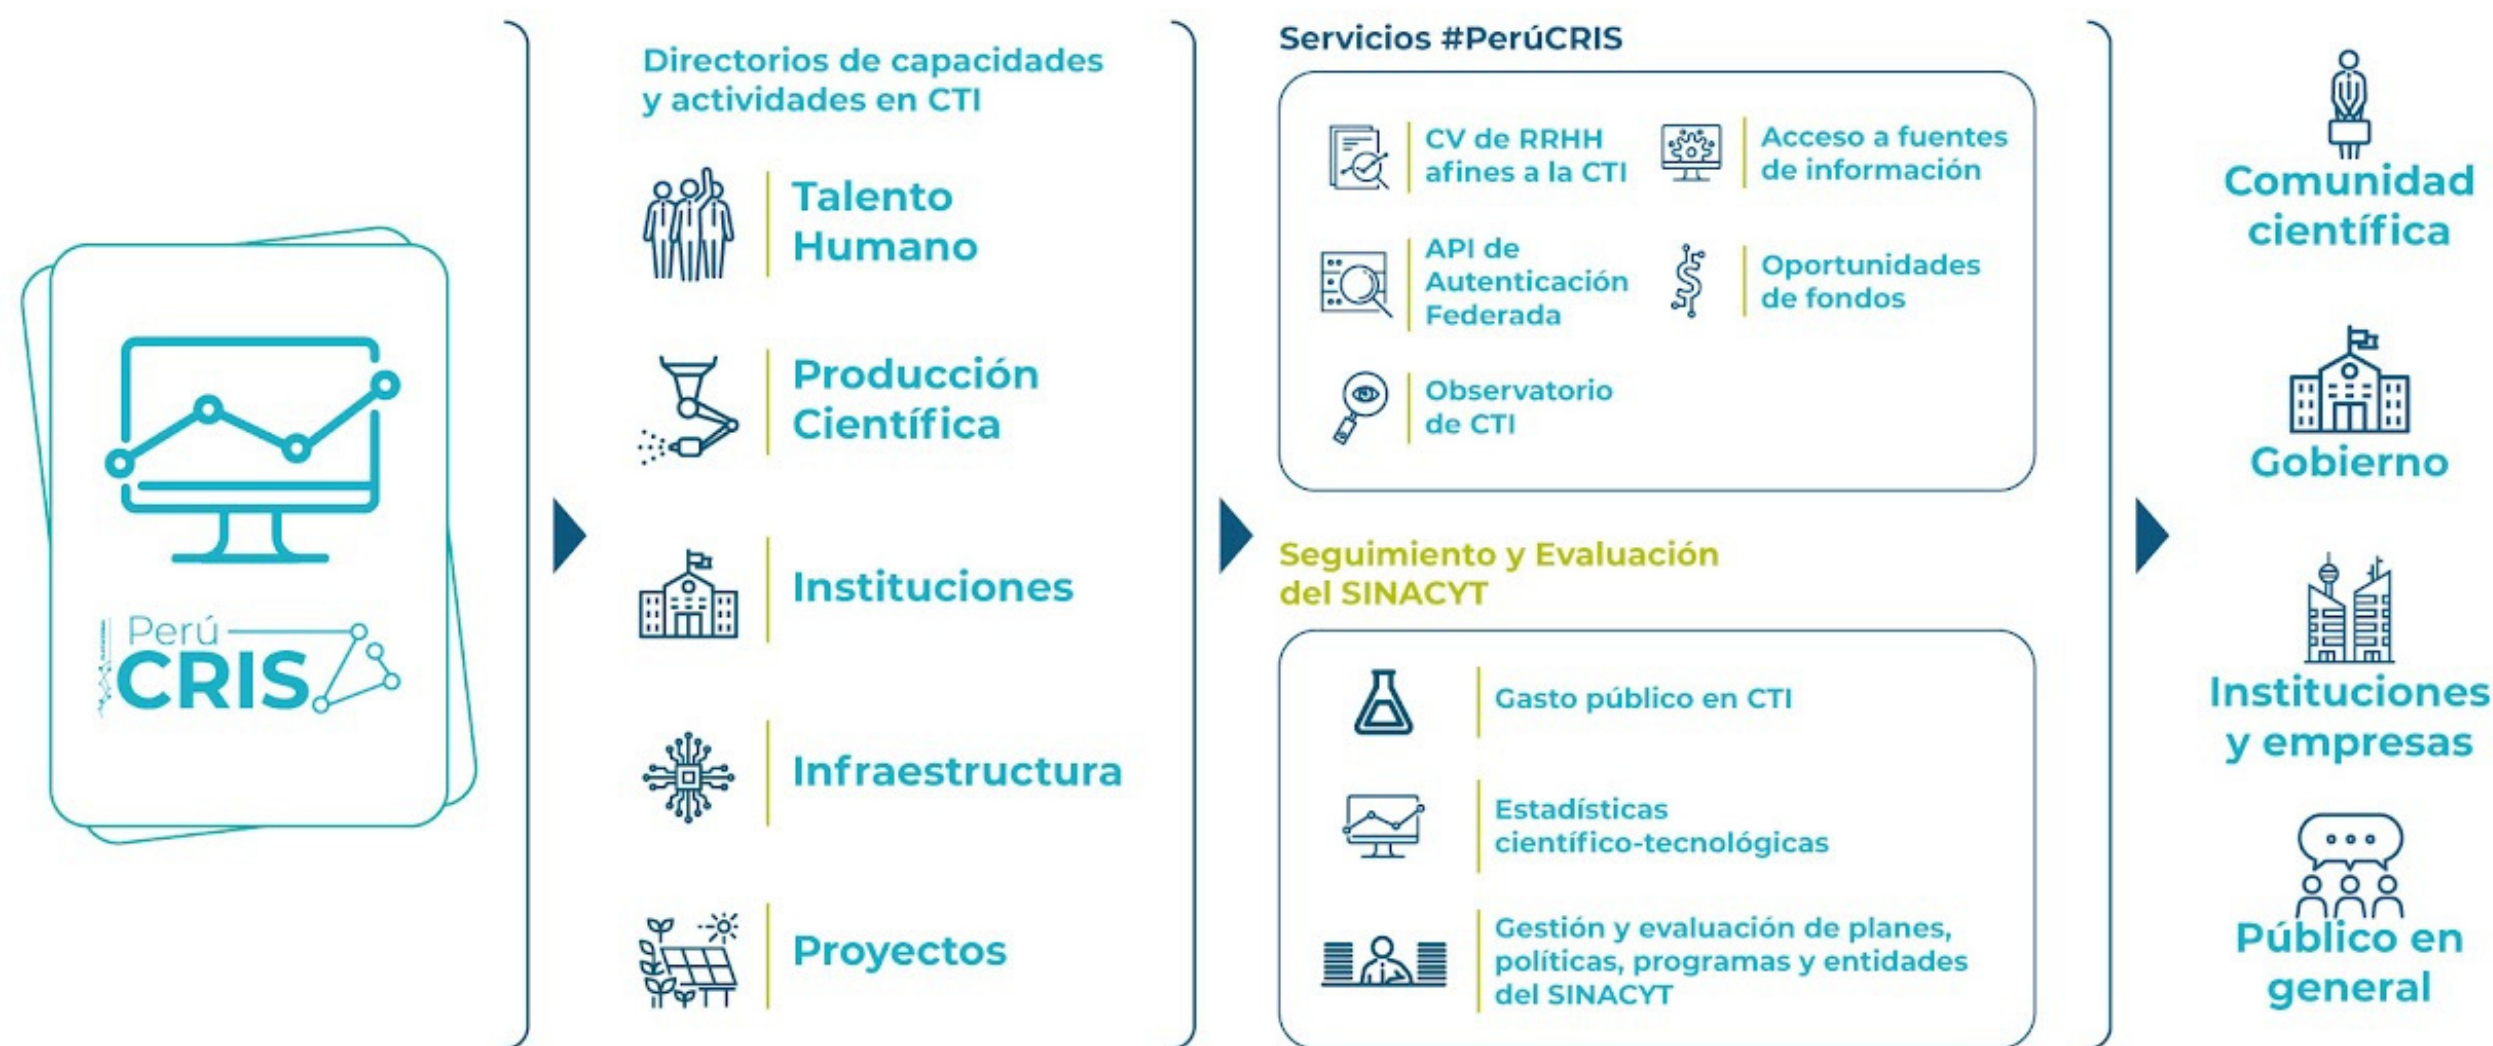 Perú
CRIS
Directorios de capacidades
y actividades en CTI
Talento
Humano
Producción
Científica
Instituciones
Infraestructura
Proyectos
Servicios #PerúCRIS
CV de RRHH
afines a la CTI
Acceso a fuentes
de información
API de
Autenticación
Federada
Oportunidades
de fondos
Observatorio
de CTI
Seguimiento y Evaluación
del SINACYT
Gasto público en CTI
Estadísticas
científico-tecnológicas
Gestión y evaluación de planes,
políticas, programas y entidades
del SINACYT
Comunidad
científica
Gobierno
Instituciones
y empresas
Público en
general